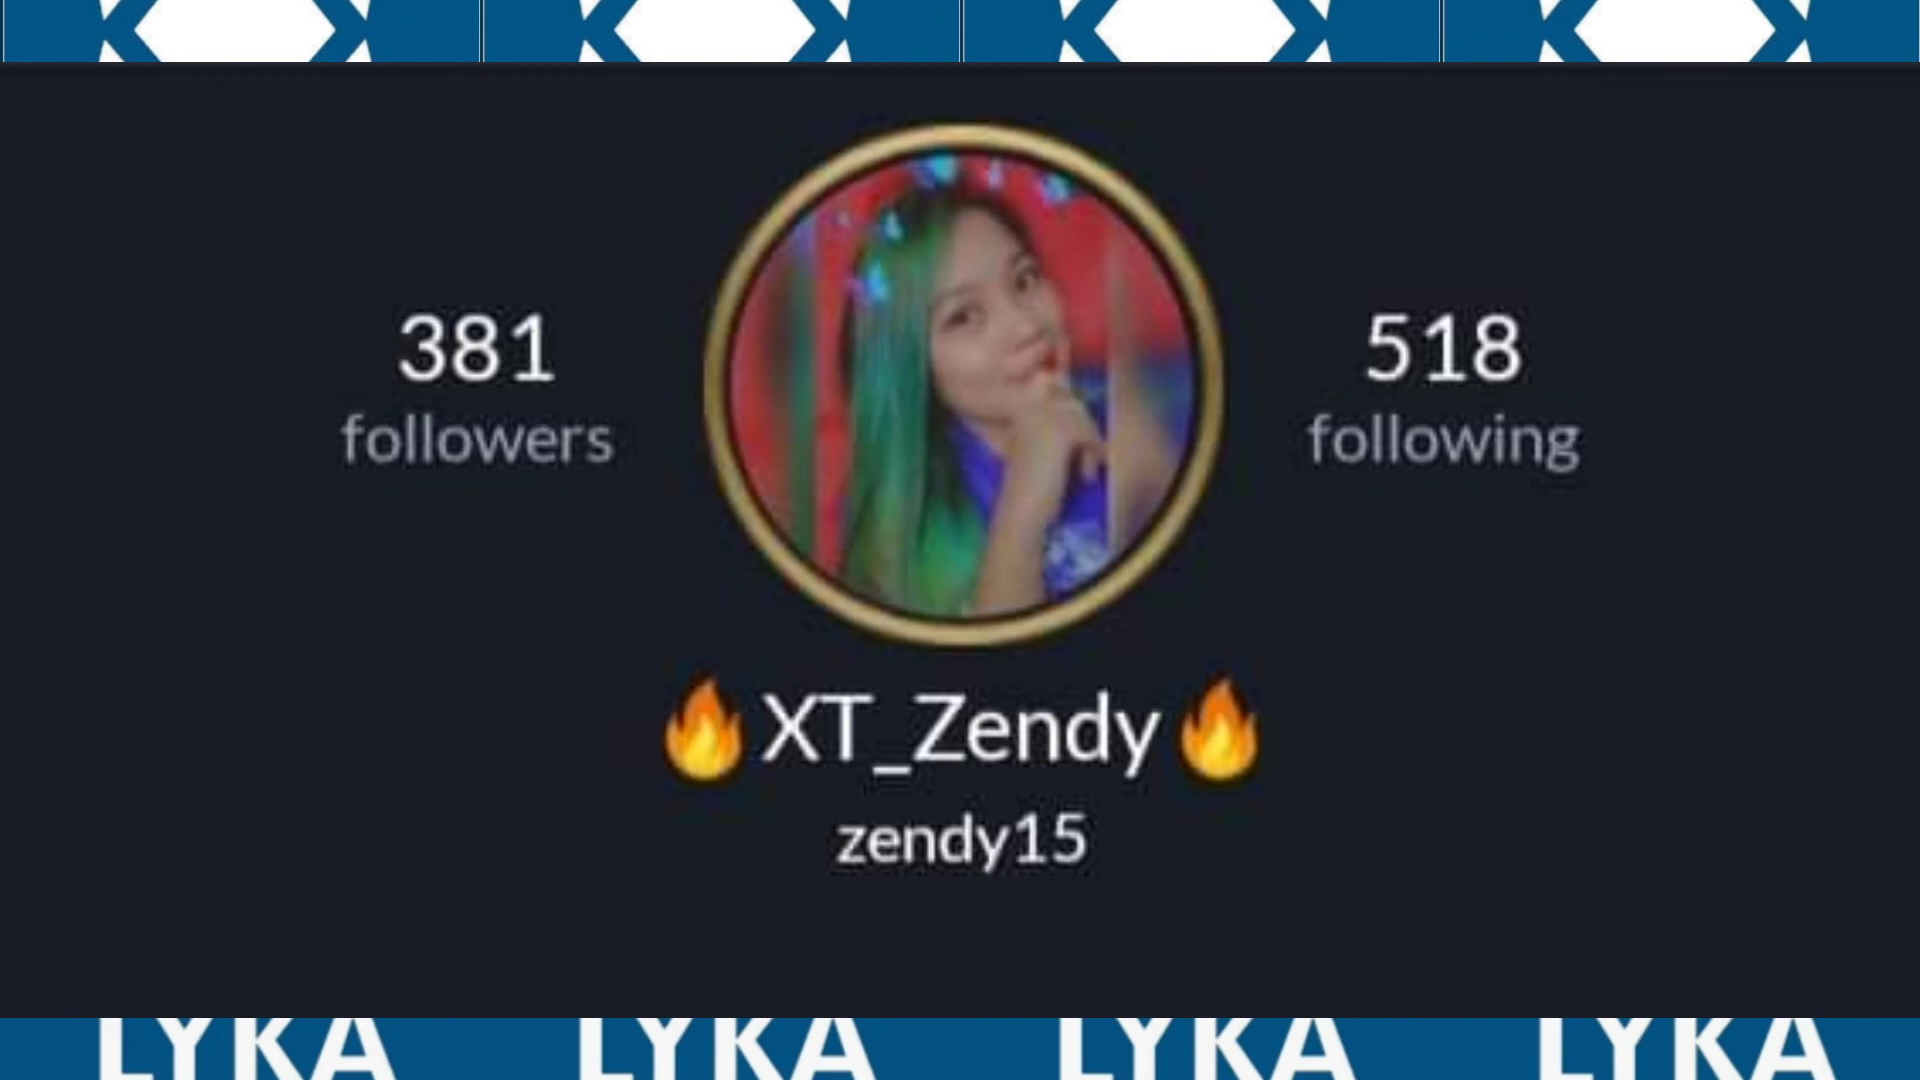 381
followers
518
following
🔥XT_Zendy🔥
zendy15
LYKA LYKA LYKA LYKA